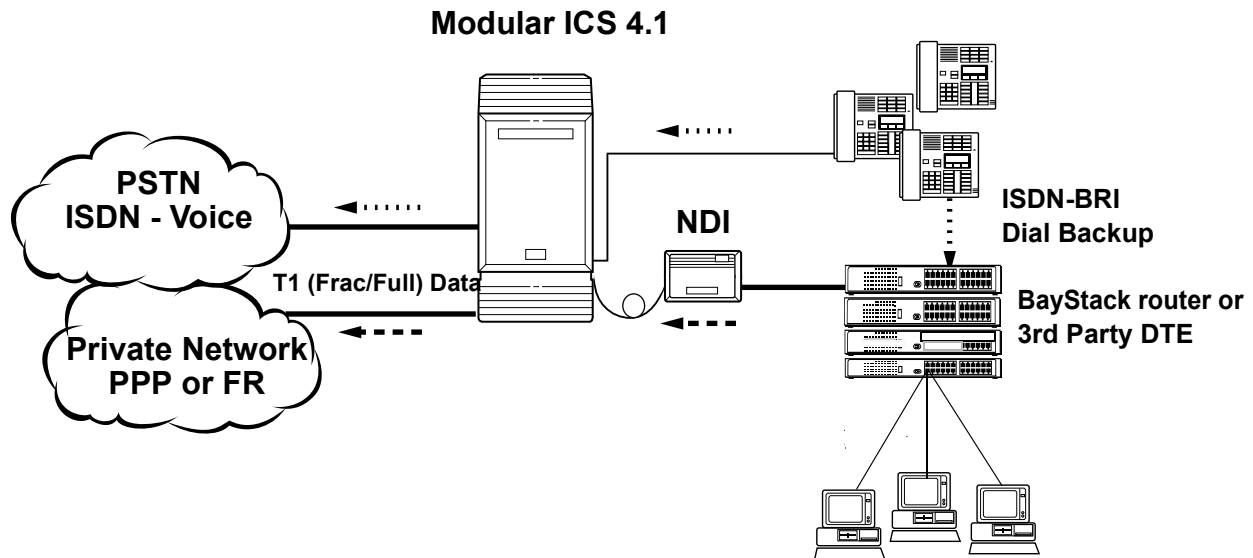 Modular ICS 4.1
PSTN
ISDN - Voice
NDI
ISDN-BRI
Dial Backup
T1 (Frac/Full) Data
BayStack router or
3rd Party DTE
Private Network
PPP or FR